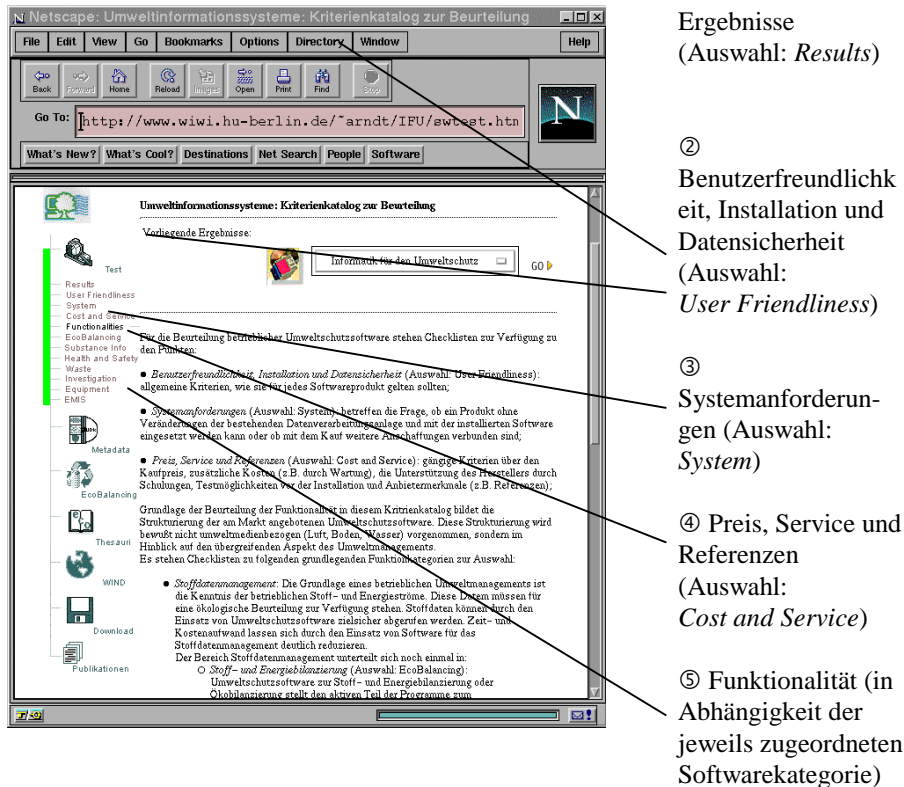 Netscape: Umweltinformationssysteme: Kriterienkatalog zur Beurteilung
File Edit View Go Bookmarks Options Directory Window Help
Back Forward Home Reload Images Open Print Find Stop
Go To: http://www.wiwi.hu-berlin.de/~arndt/IFU/swtest.htm
N
What's New? What's Cool? Destinations Net Search People Software
Test
Results
User Friendliness
System
Cost and Service
Functionalities
EcoBalancing
Substance Info
Health and Safety
Waste
Investigation
Equipment
EMIS
Metadata
EcoBalancing
Thesauri
WIND
Download
Publikationen
Umweltinformationssysteme: Kriterienkatalog zur Beurteilung
Vorliegende Ergebnisse:
Informatik für den Umweltschutz
GO
Für die Beurteilung betrieblicher Umweltschutzsoftware stehen Checklisten zur Verfügung zu
den Punkten:
● Benutzerfreundlichkeit, Installation und Datensicherheit (Auswahl: User Friendliness):
allgemeine Kriterien, wie sie für jedes Softwareprodukt gelten sollten;
● Systemanforderungen (Auswahl: System): betreffen die Frage, ob ein Produkt ohne
Veränderungen der bestehenden Datenverarbeitungsanlage und mit der installierten Software
eingesetzt werden kann oder ob mit dem Kauf weitere Anschaffungen verbunden sind;
● Preis, Service und Referenzen (Auswahl: Cost and Service): gängige Kriterien über den
Kaufpreis, zusätzliche Kosten (z.B. durch Wartung), die Unterstützung des Herstellers durch
Schulungen, Testmöglichkeiten vor der Installation und Anbietermerkmale (z.B. Referenzen);
Grundlage der Beurteilung der Funktionalität in diesem Kritrienkatalog bildet die
Strukturierung der am Markt angebotenen Umweltschutzsoftware. Diese Strukturierung wird
bewußt nicht umweltmedienbezogen (Luft, Boden, Wasser) vorgenommen, sondern im
Hinblick auf den übergreifenden Aspekt des Umweltmanagements.
Es stehen Checklisten zu folgenden grundlegenden Funktionkategorien zur Auswahl:
● Stoffdatenmanagement: Die Grundlage eines betrieblichen Umweltmanagements ist
die Kenntnis der betrieblichen Stoff- und Energieströme. Diese Daten müssen für
eine ökologische Beurteilung zur Verfügung stehen. Stoffdaten können durch den
Einsatz von Umweltschutzsoftware zielsicher abgerufen werden. Zeit- und
Kostenaufwand lassen sich durch den Einsatz von Software für das
Stoffdatenmanagement deutlich reduzieren.
Der Bereich Stoffdatenmanagement unterteilt sich noch einmal in:
○ Stoff- und Energiebilanzierung (Auswahl: EcoBalancing):
Umweltschutzsoftware zur Stoff- und Energiebilanzierung oder
Ökobilanzierung stellt den aktiven Teil der Programme zum
Ergebnisse
(Auswahl: Results)
②
Benutzerfreundlichk
eit, Installation und
Datensicherheit
(Auswahl:
User Friendliness)
③
Systemanforderun-
gen (Auswahl:
System)
④ Preis, Service und
Referenzen
(Auswahl:
Cost and Service)
⑤ Funktionalität (in
Abhängigkeit der
jeweils zugeordneten
Softwarekategorie)